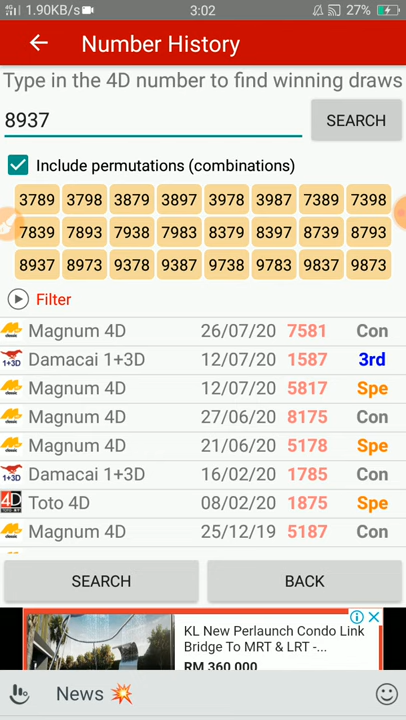 4G 1.90KB/s 3:02 27%
Number History
Type in the 4D number to find winning draws
8937 SEARCH
Include permutations (combinations)
3789 3798 3879 3897 3978 3987 7389 7398
7839 7893 7938 7983 8379 8397 8739 8793
8937 8973 9378 9387 9738 9783 9837 9873
Filter
Magnum 4D 26/07/20 7581 Con
1+3D Damacai 1+3D 12/07/20 1587 3rd
Magnum 4D 12/07/20 5817 Spe
Magnum 4D 27/06/20 8175 Con
Magnum 4D 21/06/20 5178 Spe
1+3D Damacai 1+3D 16/02/20 1785 Con
4D Toto 4D 08/02/20 1875 Spe
Magnum 4D 25/12/19 5187 Con
SEARCH BACK
KL New Perlaunch Condo Link
Bridge To MRT & LRT -...
RM 360,000
News 💥